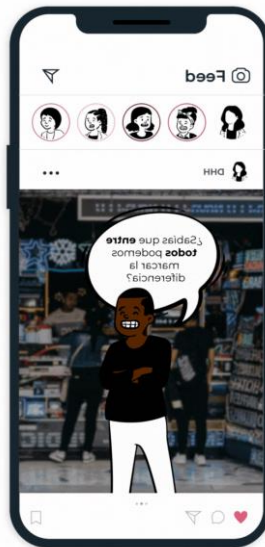 Feed
DHH
¿Sabías que entre
todos podemos
marcar la
diferencia?